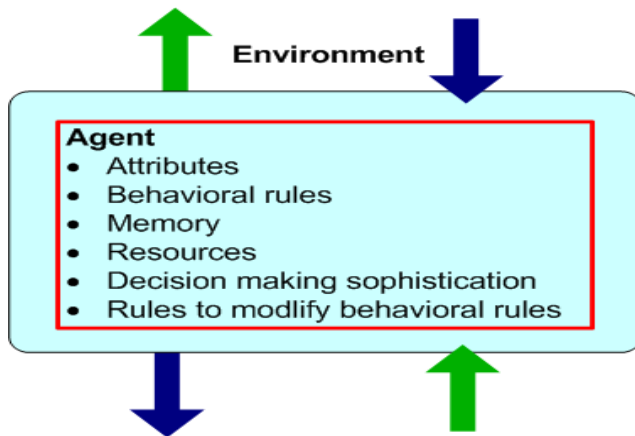 Environment
Agent
• Attributes
• Behavioral rules
• Memory
• Resources
• Decision making sophistication
• Rules to modlify behavioral rules